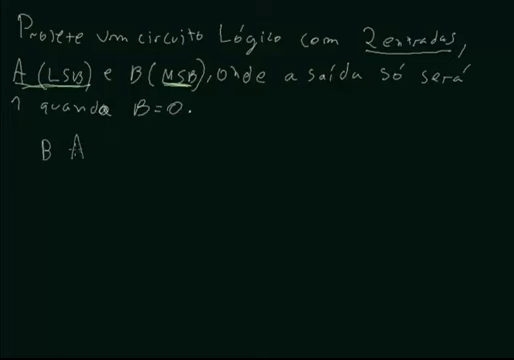 Projete um circuito Lógico com 2 entradas,
A (LSB) e B (MSB), onde a saída só será
1 quando B=0.
B A